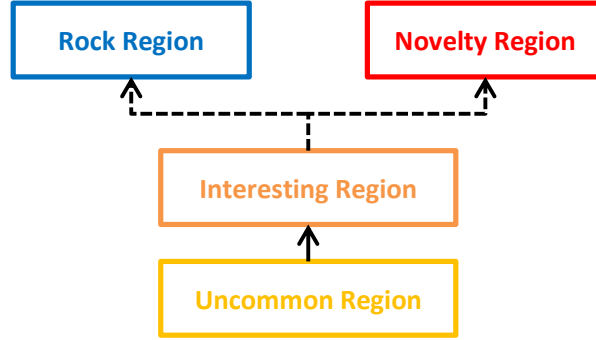 Rock Region
Novelty Region
Interesting Region
Uncommon Region